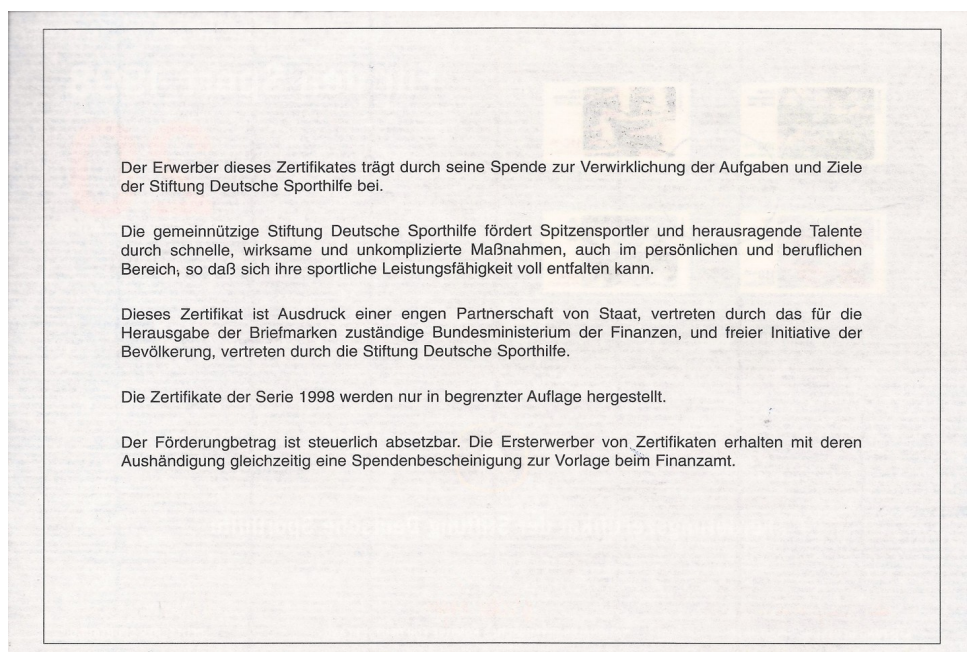 Der Erwerber dieses Zertifikates trägt durch seine Spende zur Verwirklichung der Aufgaben und Ziele
der Stiftung Deutsche Sporthilfe bei.
Die gemeinnützige Stiftung Deutsche Sporthilfe fördert Spitzensportler und herausragende Talente
durch schnelle, wirksame und unkomplizierte Maßnahmen, auch im persönlichen und beruflichen
Bereich, so daß sich ihre sportliche Leistungsfähigkeit voll entfalten kann.
Dieses Zertifikat ist Ausdruck einer engen Partnerschaft von Staat, vertreten durch das für die
Herausgabe der Briefmarken zuständige Bundesministerium der Finanzen, und freier Initiative der
Bevölkerung, vertreten durch die Stiftung Deutsche Sporthilfe.
Die Zertifikate der Serie 1998 werden nur in begrenzter Auflage hergestellt.
Der Förderungbetrag ist steuerlich absetzbar. Die Ersterwerber von Zertifikaten erhalten mit deren
Aushändigung gleichzeitig eine Spendenbescheinigung zur Vorlage beim Finanzamt.